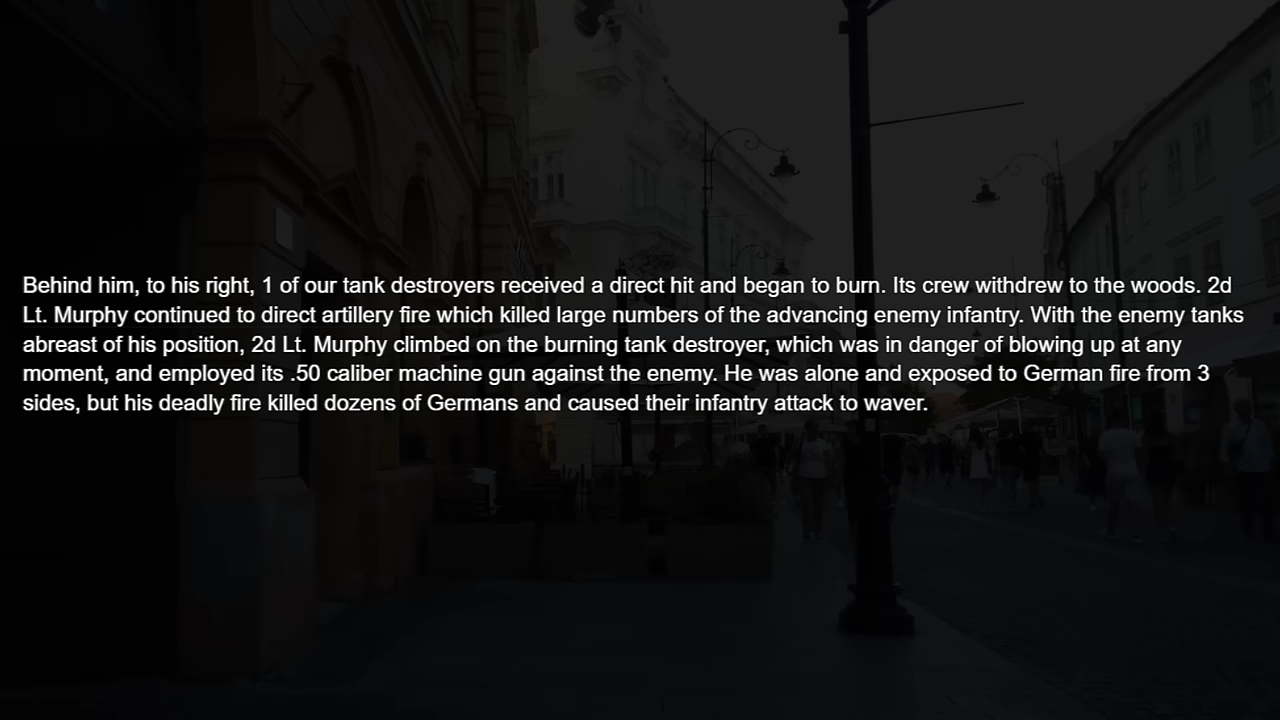 Behind him, to his right, 1 of our tank destroyers received a direct hit and began to burn. Its crew withdrew to the woods. 2d
Lt. Murphy continued to direct artillery fire which killed large numbers of the advancing enemy infantry. With the enemy tanks
abreast of his position, 2d Lt. Murphy climbed on the burning tank destroyer, which was in danger of blowing up at any
moment, and employed its .50 caliber machine gun against the enemy. He was alone and exposed to German fire from 3
sides, but his deadly fire killed dozens of Germans and caused their infantry attack to waver.